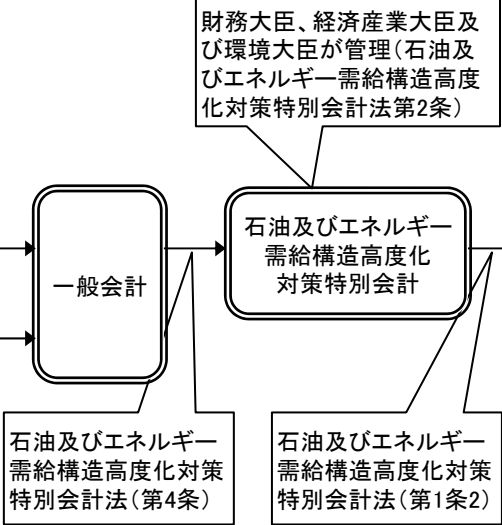 財務大臣、経済産業大臣及
び環境大臣が管理（石油及
びエネルギー需給構造高度
化対策特別会計法第2条）
一般会計
石油及びエネルギー
需給構造高度化
対策特別会計
石油及びエネルギー
需給構造高度化対策
特別会計法（第4条）
石油及びエネルギー
需給構造高度化対策
特別会計法（第1条2）